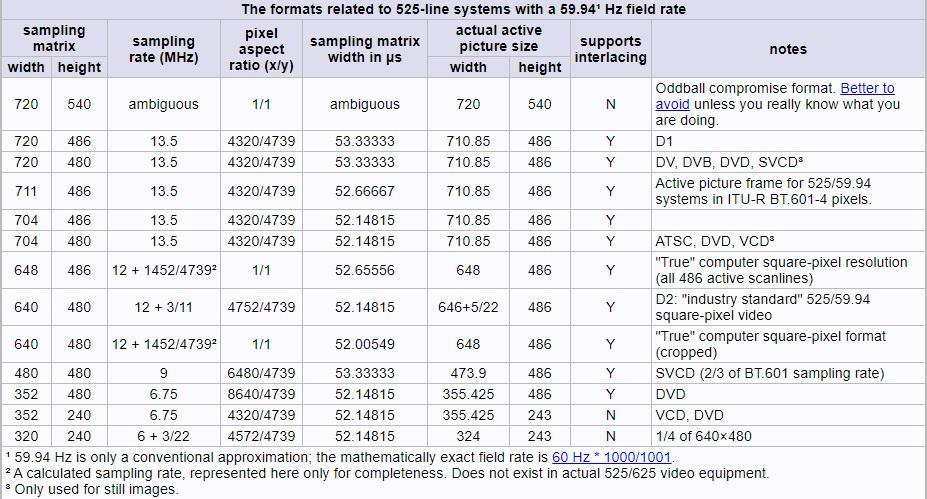 The formats related to 525-line systems with a 59.94¹ Hz field rate
sampling matrix sampling rate (MHz) pixel aspect ratio (x/y) sampling matrix width in µs actual active picture size supports interlacing notes
width height width height
720 540 ambiguous 1/1 ambiguous 720 540 N Oddball compromise format. Better to
avoid unless you really know what you
are doing.
720 486 13.5 4320/4739 53.33333 710.85 486 Y D1
720 480 13.5 4320/4739 53.33333 710.85 486 Y DV, DVB, DVD, SVCD³
711 486 13.5 4320/4739 52.66667 710.85 486 Y Active picture frame for 525/59.94
systems in ITU-R BT.601-4 pixels.
704 486 13.5 4320/4739 52.14815 710.85 486 Y
704 480 13.5 4320/4739 52.14815 710.85 486 Y ATSC, DVD, VCD³
648 486 12 + 1452/4739² 1/1 52.65556 648 486 Y "True" computer square-pixel resolution
(all 486 active scanlines)
640 480 12 + 3/11 4752/4739 52.14815 646+5/22 486 Y D2: "industry standard" 525/59.94
square-pixel video
640 480 12 + 1452/4739² 1/1 52.00549 648 486 Y "True" computer square-pixel format
(cropped)
480 480 9 6480/4739 53.33333 473.9 486 Y SVCD (2/3 of BT.601 sampling rate)
352 480 6.75 8640/4739 52.14815 355.425 486 Y DVD
352 240 6.75 4320/4739 52.14815 355.425 243 N VCD, DVD
320 240 6 + 3/22 4572/4739 52.14815 324 243 N 1/4 of 640×480
¹ 59.94 Hz is only a conventional approximation; the mathematically exact field rate is 60 Hz * 1000/1001.
² A calculated sampling rate, represented here only for completeness. Does not exist in actual 525/625 video equipment.
³ Only used for still images.